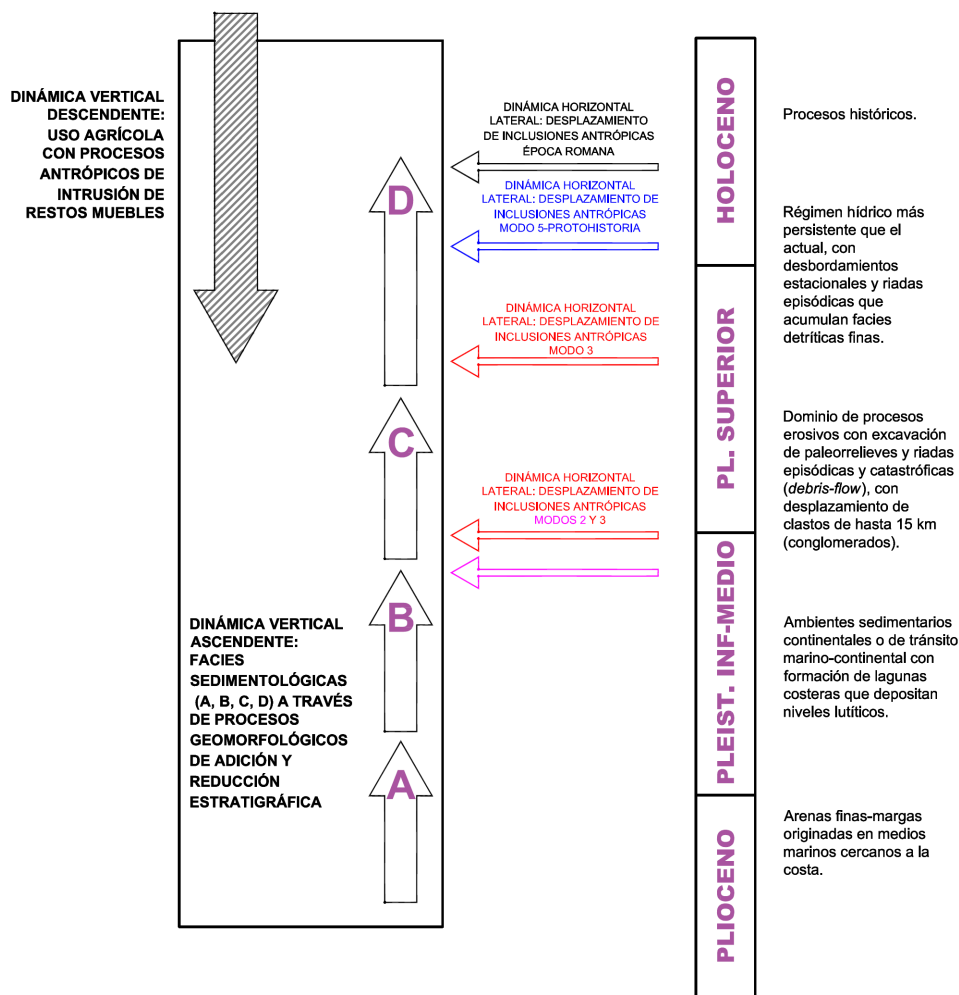 DINÁMICA VERTICAL
DESCENDENTE:
USO AGRÍCOLA
CON PROCESOS
ANTRÓPICOS DE
INTRUSIÓN DE
RESTOS MUEBLES
DINÁMICA VERTICAL
ASCENDENTE:
FACIES
SEDIMENTOLÓGICAS
(A, B, C, D) A TRAVÉS
DE PROCESOS
GEOMORFOLÓGICOS
DE ADICIÓN Y
REDUCCIÓN
ESTRATIGRÁFICA
D
C
B
A
DINÁMICA HORIZONTAL
LATERAL: DESPLAZAMIENTO
DE INCLUSIONES ANTRÓPICAS
ÉPOCA ROMANA
DINÁMICA HORIZONTAL
LATERAL: DESPLAZAMIENTO DE
INCLUSIONES ANTRÓPICAS
MODO 5-PROTOHISTORIA
DINÁMICA HORIZONTAL
LATERAL: DESPLAZAMIENTO DE
INCLUSIONES ANTRÓPICAS
MODO 3
DINÁMICA HORIZONTAL
LATERAL: DESPLAZAMIENTO DE
INCLUSIONES ANTRÓPICAS
MODOS 2 Y 3
HOLOCENO
PL. SUPERIOR
PLEIST. INF-MEDIO
PLIOCENO
Procesos históricos.
Régimen hídrico más
persistente que el
actual, con
desbordamientos
estacionales y riadas
episódicas que
acumulan facies
detríticas finas.
Dominio de procesos
erosivos con excavación
de paleorrelieves y riadas
episódicas y catastróficas
(debris-flow), con
desplazamiento de
clastos de hasta 15 km
(conglomerados).
Ambientes sedimentarios
continentales o de tránsito
marino-continental con
formación de lagunas
costeras que depositan
niveles lutíticos.
Arenas finas-margas
originadas en medios
marinos cercanos a la
costa.